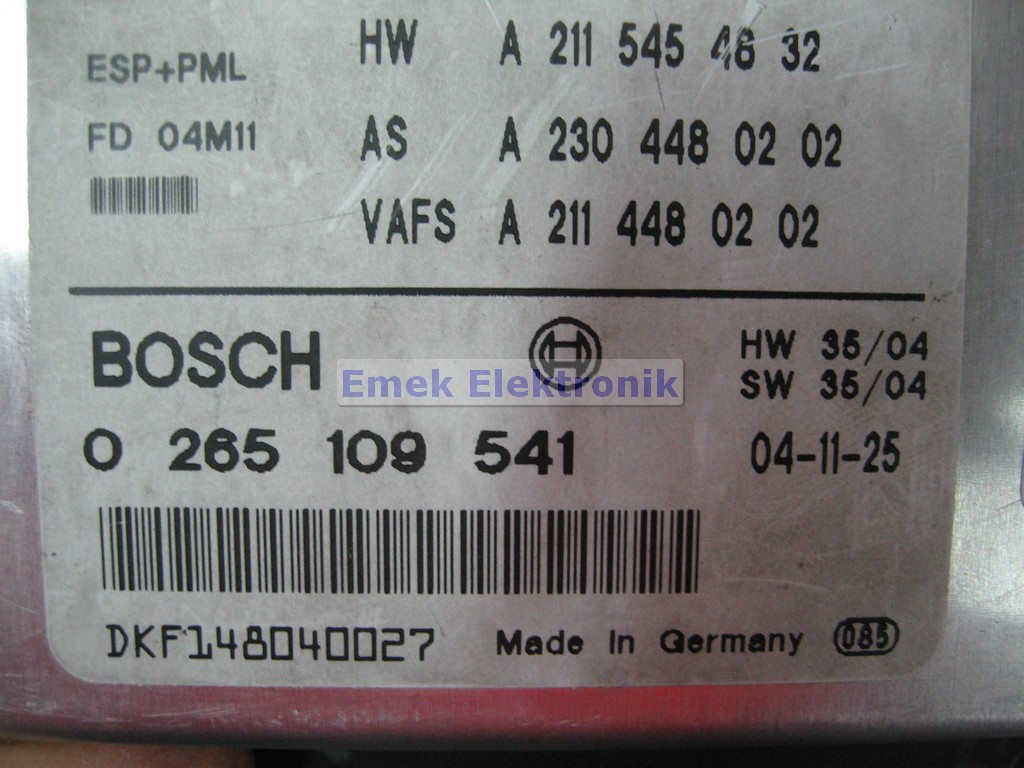 HW A 211 545 48 32
ESP+PML
FD 04M11
AS A 230 448 02 02
VAFS A 211 448 02 02
BOSCH
HW 35/04
SW 35/04
Emek Elektronik
0 265 109 541
04-11-25
DKF148040027
Made In Germany 085